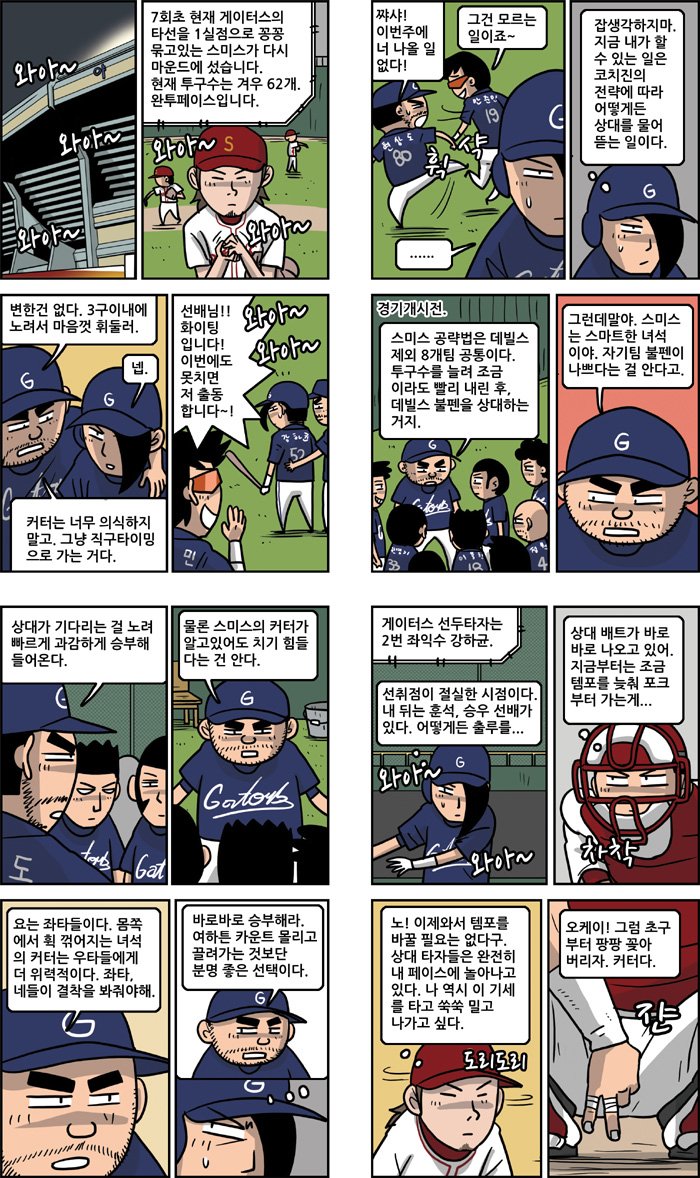 와아~
와아~
와아~
7회초 현재 게이터스의
타선을 1실점으로 꽁꽁
묶고있는 스미스가 다시
마운드에 섰습니다.
현재 투구수는 겨우 62개.
완투페이스입니다.
와아~
와아~
S
변한건 없다. 3구이내에
노려서 마음껏 휘둘러.
넵.
G
G
커터는 너무 의식하지
말고. 그냥 직구타이밍
으로 가는 거다.
선배님!!
화이팅
입니다!
이번에도
못치면
저 출동
합니다~!
와아~
와아~
강하균
52
민
쨔샤!
이번주에
너 나올 일
없다!
그건 모르는
일이죠~
현상도
80
19
휙
샥
G
......
잡생각하지마.
지금 내가 할
수 있는 일은
코치진의
전략에 따라
어떻게든
상대를 물어
뜯는 일이다.
G
경기개시전.
스미스 공략법은 데빌스
제외 8개팀 공통이다.
투구수를 늘려 조금
이라도 빨리 내린 후,
데빌스 불펜을 상대하는
거지.
G
Gators
33
18
4
그런데말야. 스미스
는 스마트한 녀석
이야. 자기팀 불펜이
나쁘다는 걸 안다고.
G
상대가 기다리는 걸 노려
빠르게 과감하게 승부해
들어온다.
도
물론 스미스의 커터가
알고있어도 치기 힘들
다는 건 안다.
G
Gators
요는 좌타들이다. 몸쪽
에서 휙 꺾어지는 녀석
의 커터는 우타들에게
더 위력적이다. 좌타,
네들이 결착을 봐줘야해.
G
바로바로 승부해라.
여하튼 카운트 몰리고
끌려가는 것보단
분명 좋은 선택이다.
G
G
게이터스 선두타자는
2번 좌익수 강하균.
선취점이 절실한 시점이다.
내 뒤는 훈석, 승우 선배가
있다. 어떻게든 출루를...
와아~
G
와아~
상대 배트가 바로
바로 나오고 있어.
지금부터는 조금
템포를 늦춰 포크
부터 가는게...
착착
노! 이제와서 템포를
바꿀 필요는 없다구.
상대 타자들은 완전히
내 페이스에 놀아나고
있다. 나 역시 이 기세
를 타고 쑥쑥 밀고
나가고 싶다.
도리도리
오케이! 그럼 초구
부터 팡팡 꽂아
버리자. 커터다.
쟌